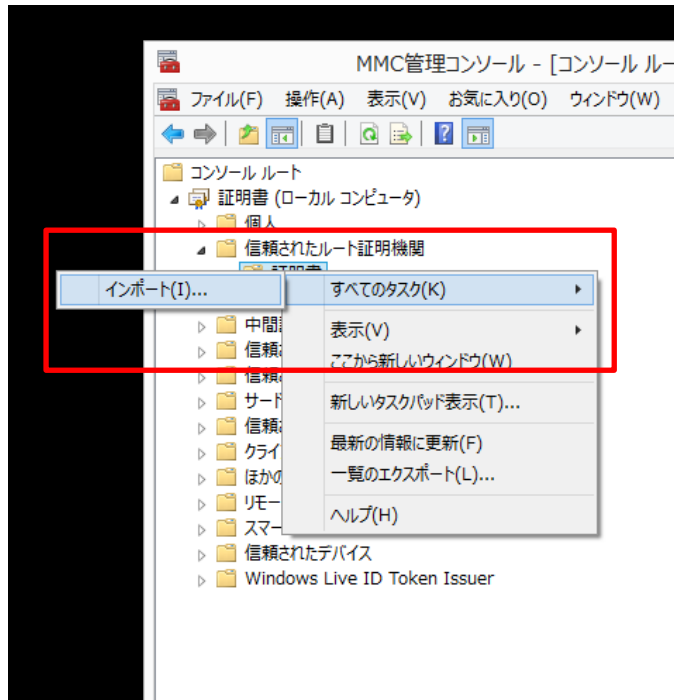 MMC管理コンソール - [コンソール ルー
ファイル(F) 操作(A) 表示(V) お気に入り(O) ウィンドウ(W)
コンソール ルート
証明書 (ローカル コンピュータ)
個人
信頼されたルート証明機関
証明書
インポート(I)...
すべてのタスク(K)
表示(V)
ここから新しいウィンドウ(W)
新しいタスクパッド表示(T)...
最新の情報に更新(F)
一覧のエクスポート(L)...
ヘルプ(H)
中間
信頼
信頼
サード
信頼
クライ
ほかの
リモー
スマー
信頼されたデバイス
Windows Live ID Token Issuer